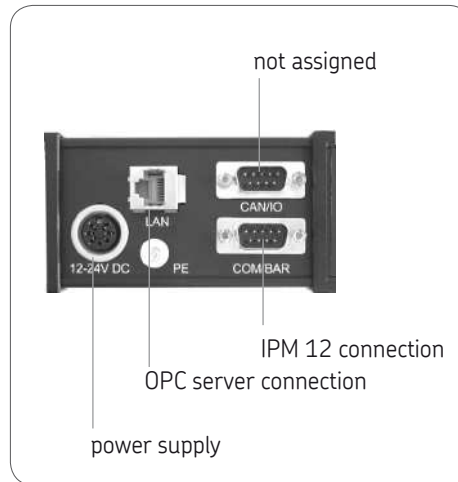 not assigned
CAN/IO
LAN
12-24V DC
PE
COM/BAR
IPM 12 connection
OPC server connection
power supply